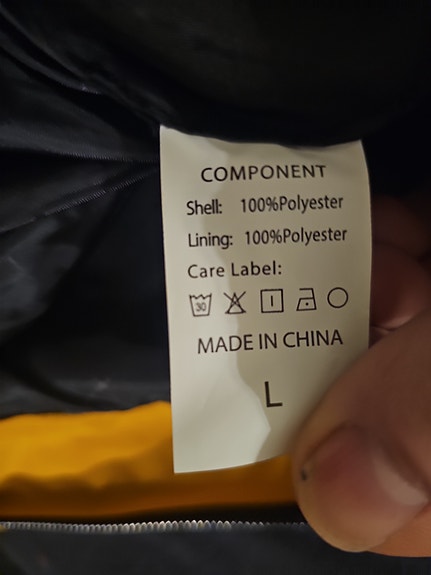 COMPONENT
Shell: 100%Polyester
Lining: 100%Polyester
Care Label:
30
MADE IN CHINA
L